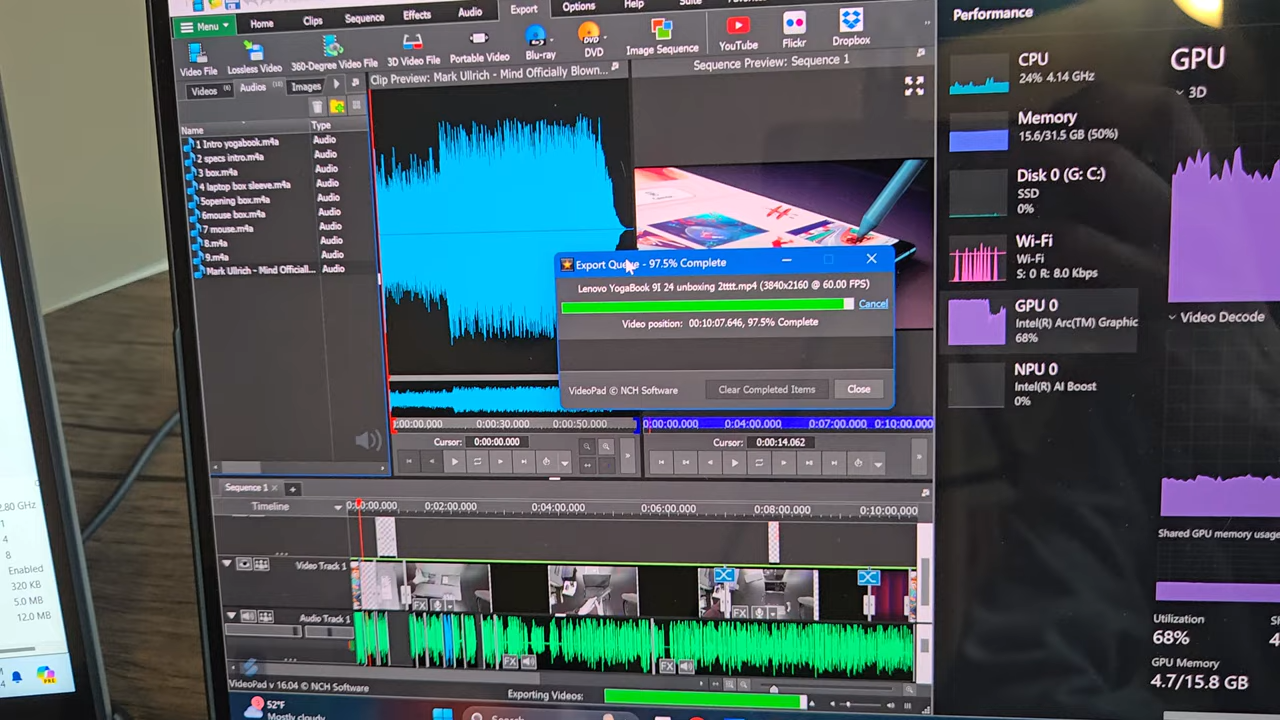 Menu
Home
Clips
Sequence
Effects
Audio
Export
Options
Help
Suite
Video File
Lossless Video
360-Degree Video File
3D Video File
Portable Video
Blu-ray
DVD
Image Sequence
YouTube
Flickr
Dropbox
Videos
Audios
Images
Clip Preview: Mark Ullrich - Mind Officially Blown...
Sequence Preview: Sequence 1
Name
Type
1 Intro yogabook.m4a Audio
2 specs intro.m4a Audio
3 box.m4a Audio
4 laptop box sleeve.m4a Audio
5opening box.m4a Audio
6mouse box.m4a Audio
7 mouse.m4a Audio
8.m4a Audio
9.m4a Audio
Mark Ullrich - Mind Officiall... Audio
Export Queue - 97.5% Complete
Lenovo YogaBook 9I 24 unboxing 2tttt.mp4 (3840x2160 @ 60.00 FPS)
Cancel
Video position: 00:10:07.646, 97.5% Complete
VideoPad © NCH Software
Clear Completed Items
Close
0:00:00.000 0:00:30.000 0:00:50.000
0:00:00.000 0:04:00.000 0:07:00.000 0:10:00.000
Cursor: 0:00:00.000
Cursor: 0:00:14.062
Sequence 1
Timeline
0:00:00.000 0:02:00.000 0:04:00.000 0:06:00.000 0:08:00.000 0:10:00.000
Video Track 1
FX
FX
Audio Track 1
FX
FX
VideoPad v 16.04 © NCH Software
Exporting Videos:
52°F
Mostly cloudy
Search
Performance
CPU
24% 4.14 GHz
Memory
15.6/31.5 GB (50%)
Disk 0 (G: C:)
SSD
0%
Wi-Fi
Wi-Fi
S: 0 R: 8.0 Kbps
GPU 0
Intel(R) Arc(TM) Graphic
68%
NPU 0
Intel(R) AI Boost
0%
GPU
3D
Video Decode
Shared GPU memory usage
Utilization
68%
GPU Memory
4.7/15.8 GB
2.80 GHz
1
4
8
Enabled
320 KB
5.0 MB
12.0 MB